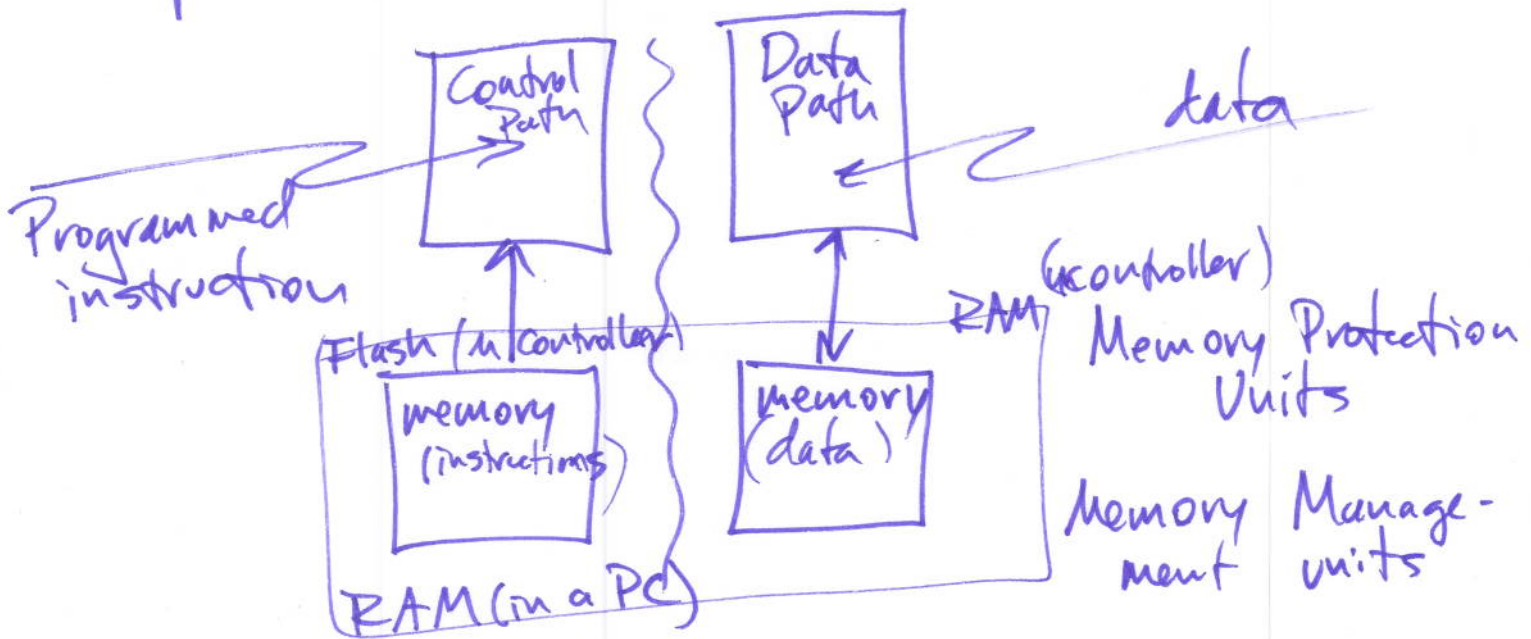 Control
Path
Data
Path
data
Programmed
instruction
Flash (μ Controller)
RAM
(μcontroller)
Memory Protection
Units
memory
(instructions)
memory
(data)
Memory Manage-
ment units
RAM (in a PC)